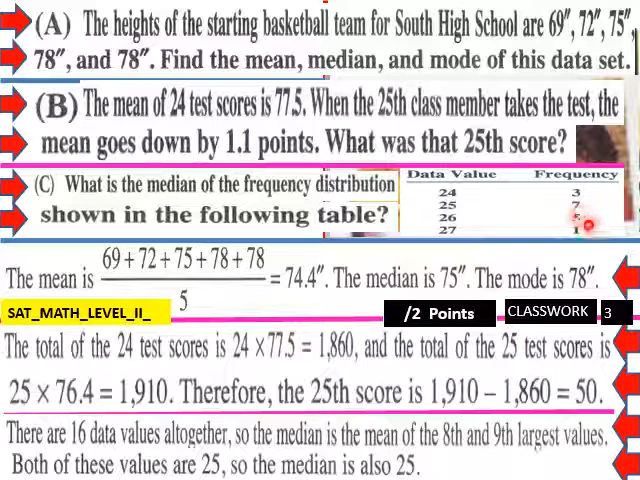 (A) The heights of the starting basketball team for South High School are 69″, 72″, 75″,
78″, and 78″. Find the mean, median, and mode of this data set.
(B) The mean of 24 test scores is 77.5. When the 25th class member takes the test, the
mean goes down by 1.1 points. What was that 25th score?
(C) What is the median of the frequency distribution
shown in the following table?
Data Value Frequency
24 3
25 7
26 5
27 1
69 + 72 + 75 + 78 + 78
The mean is = 74.4″. The median is 75″. The mode is 78″.
5
SAT_MATH_LEVEL_II_ /2 Points CLASSWORK 3
The total of the 24 test scores is 24 ×77.5 = 1,860, and the total of the 25 test scores is
25 × 76.4 = 1,910. Therefore, the 25th score is 1,910 – 1,860 = 50.
There are 16 data values altogether, so the median is the mean of the 8th and 9th largest values.
Both of these values are 25, so the median is also 25.